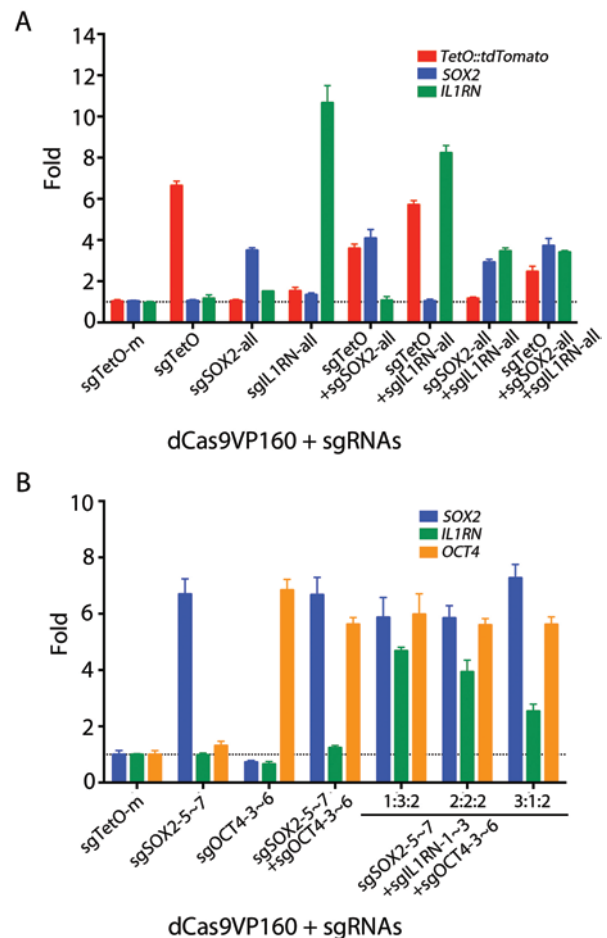 A
TetO::tdTomato
SOX2
IL1RN
14
12
10
8
6
4
2
0
Fold
sgTetO-m
sgTetO
sgSOX2-all
sgIL1RN-all
sgTetO
+sgSOX2-all
sgTetO
+sgIL1RN-all
sgSOX2-all
+sgIL1RN-all
sgTetO
+sgSOX2-all
+sgIL1RN-all
dCas9VP160 + sgRNAs
B
SOX2
IL1RN
OCT4
10
8
6
4
2
0
Fold
sgTetO-m
sgSOX2-5~7
sgOCT4-3~6
sgSOX2-5~7
+sgOCT4-3~6
1:3:2 2:2:2 3:1:2
sgSOX2-5~7
+sgIL1RN-1~3
+sgOCT4-3~6
dCas9VP160 + sgRNAs